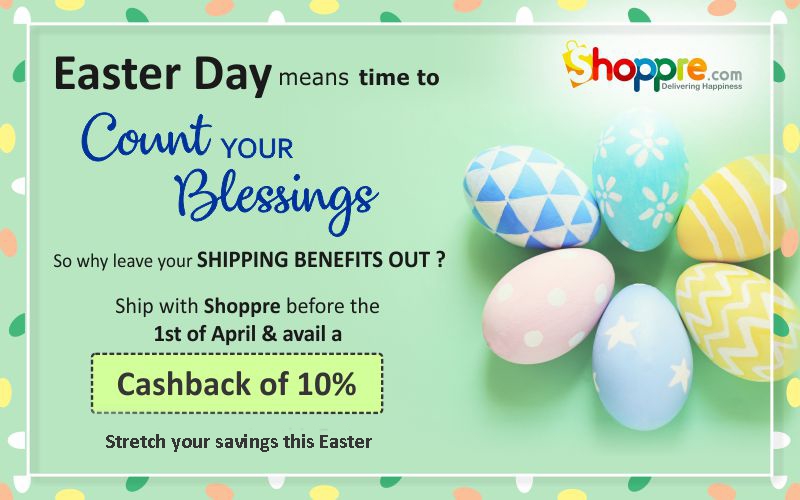 Easter Day means time to
Count YOUR
Blessings
So why leave your SHIPPING BENEFITS OUT ?
Ship with Shoppre before the
1st of April & avail a
Cashback of 10%
Stretch your savings this Easter
Shoppre.com
Delivering Happiness